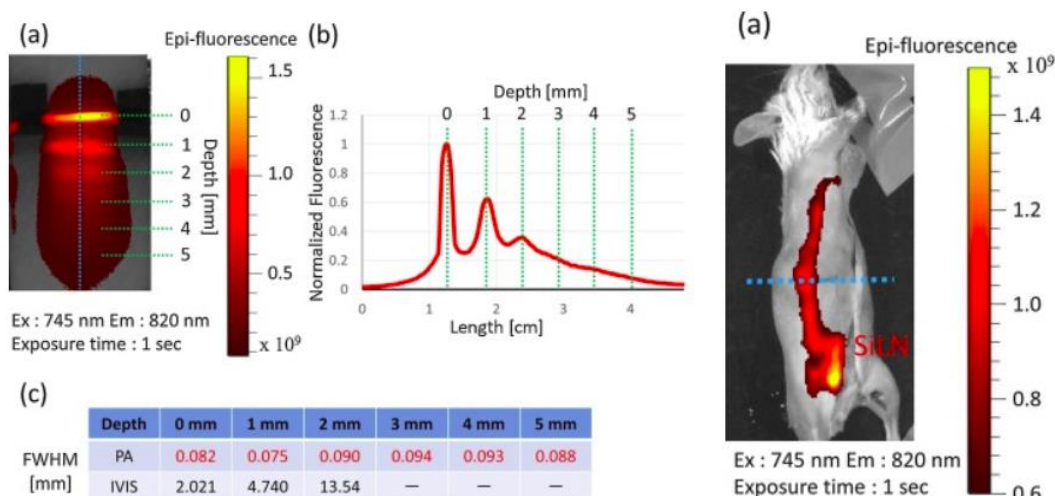 (a)
Epi-fluorescence
1.5
1.0
0.5
x 10⁹
0
1
2
3
4
5
Depth [mm]
Ex : 745 nm Em : 820 nm
Exposure time : 1 sec
(b)
Depth [mm]
0 1 2 3 4 5
Normalized Fluorescence
1.2
1
0.8
0.6
0.4
0.2
0
0 1 2 3 4
Length [cm]
(c)
Depth 0 mm 1 mm 2 mm 3 mm 4 mm 5 mm
FWHM [mm]
PA 0.082 0.075 0.090 0.094 0.093 0.088
IVIS 2.021 4.740 13.54 — — —
(a)
Epi-fluorescence
x 10⁹
1.4
1.2
1.0
0.8
0.6
SiLN
Ex : 745 nm Em : 820 nm
Exposure time : 1 sec